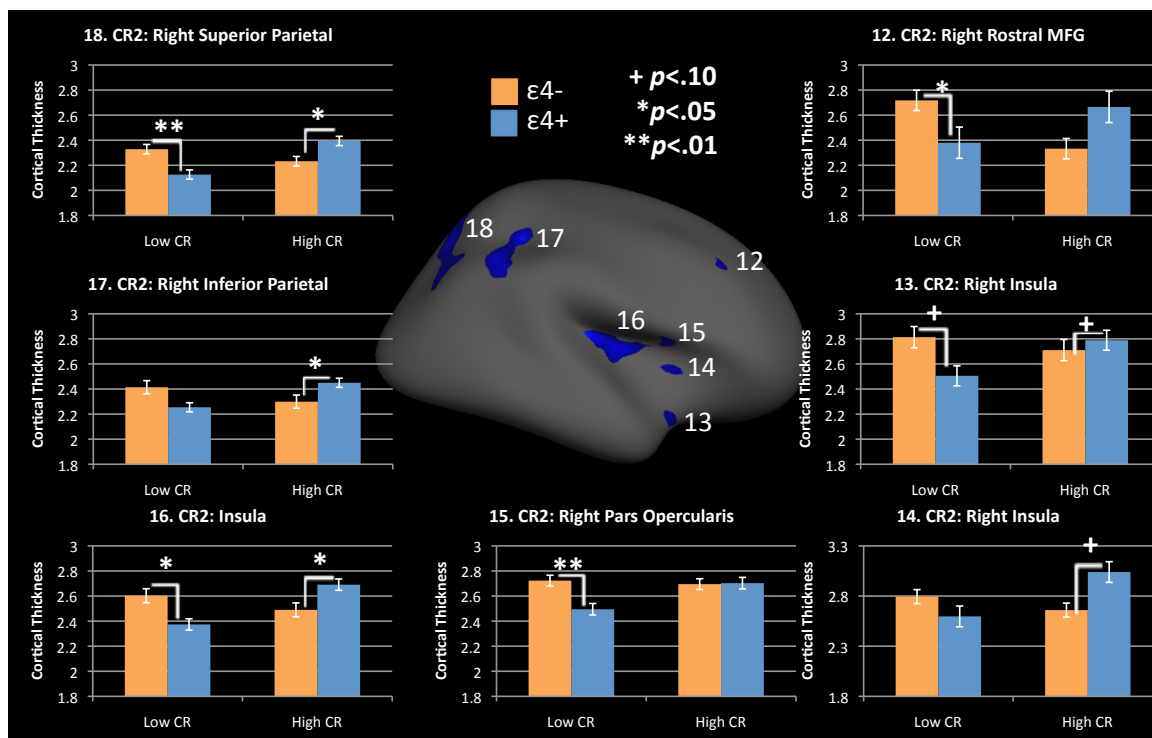 18. CR2: Right Superior Parietal
Cortical Thickness
3
2.8
2.6
2.4
2.2
2
1.8
**
*
Low CR
High CR
ε4-
ε4+
+ p<.10
*p<.05
**p<.01
12. CR2: Right Rostral MFG
Cortical Thickness
3
2.8
2.6
2.4
2.2
2
1.8
*
Low CR
High CR
18
17
12
16
15
14
13
17. CR2: Right Inferior Parietal
Cortical Thickness
3
2.8
2.6
2.4
2.2
2
1.8
*
Low CR
High CR
13. CR2: Right Insula
Cortical Thickness
3
2.8
2.6
2.4
2.2
2
1.8
+
+
Low CR
High CR
16. CR2: Insula
Cortical Thickness
3
2.8
2.6
2.4
2.2
2
1.8
*
*
Low CR
High CR
15. CR2: Right Pars Opercularis
Cortical Thickness
3
2.8
2.6
2.4
2.2
2
1.8
**
Low CR
High CR
14. CR2: Right Insula
Cortical Thickness
3.3
2.8
2.3
1.8
+
Low CR
High CR